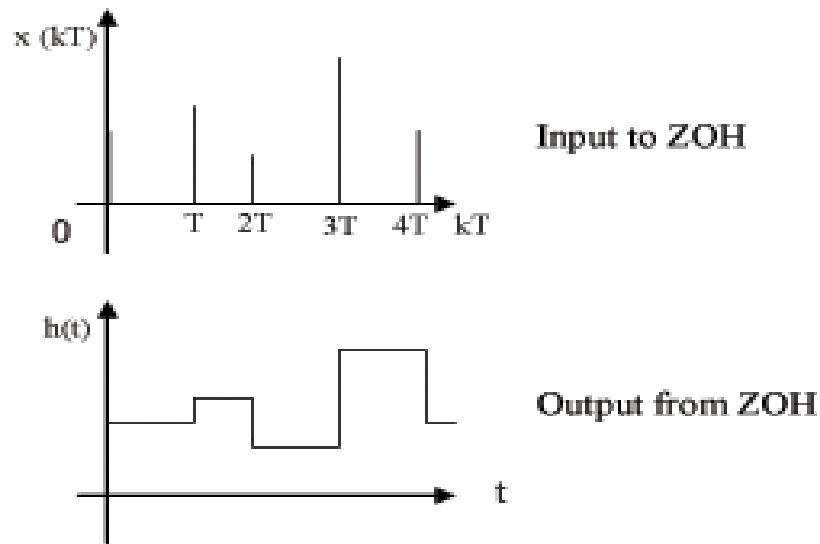 x (kT)
Input to ZOH
0 T 2T 3T 4T kT
h(t)
Output from ZOH
t